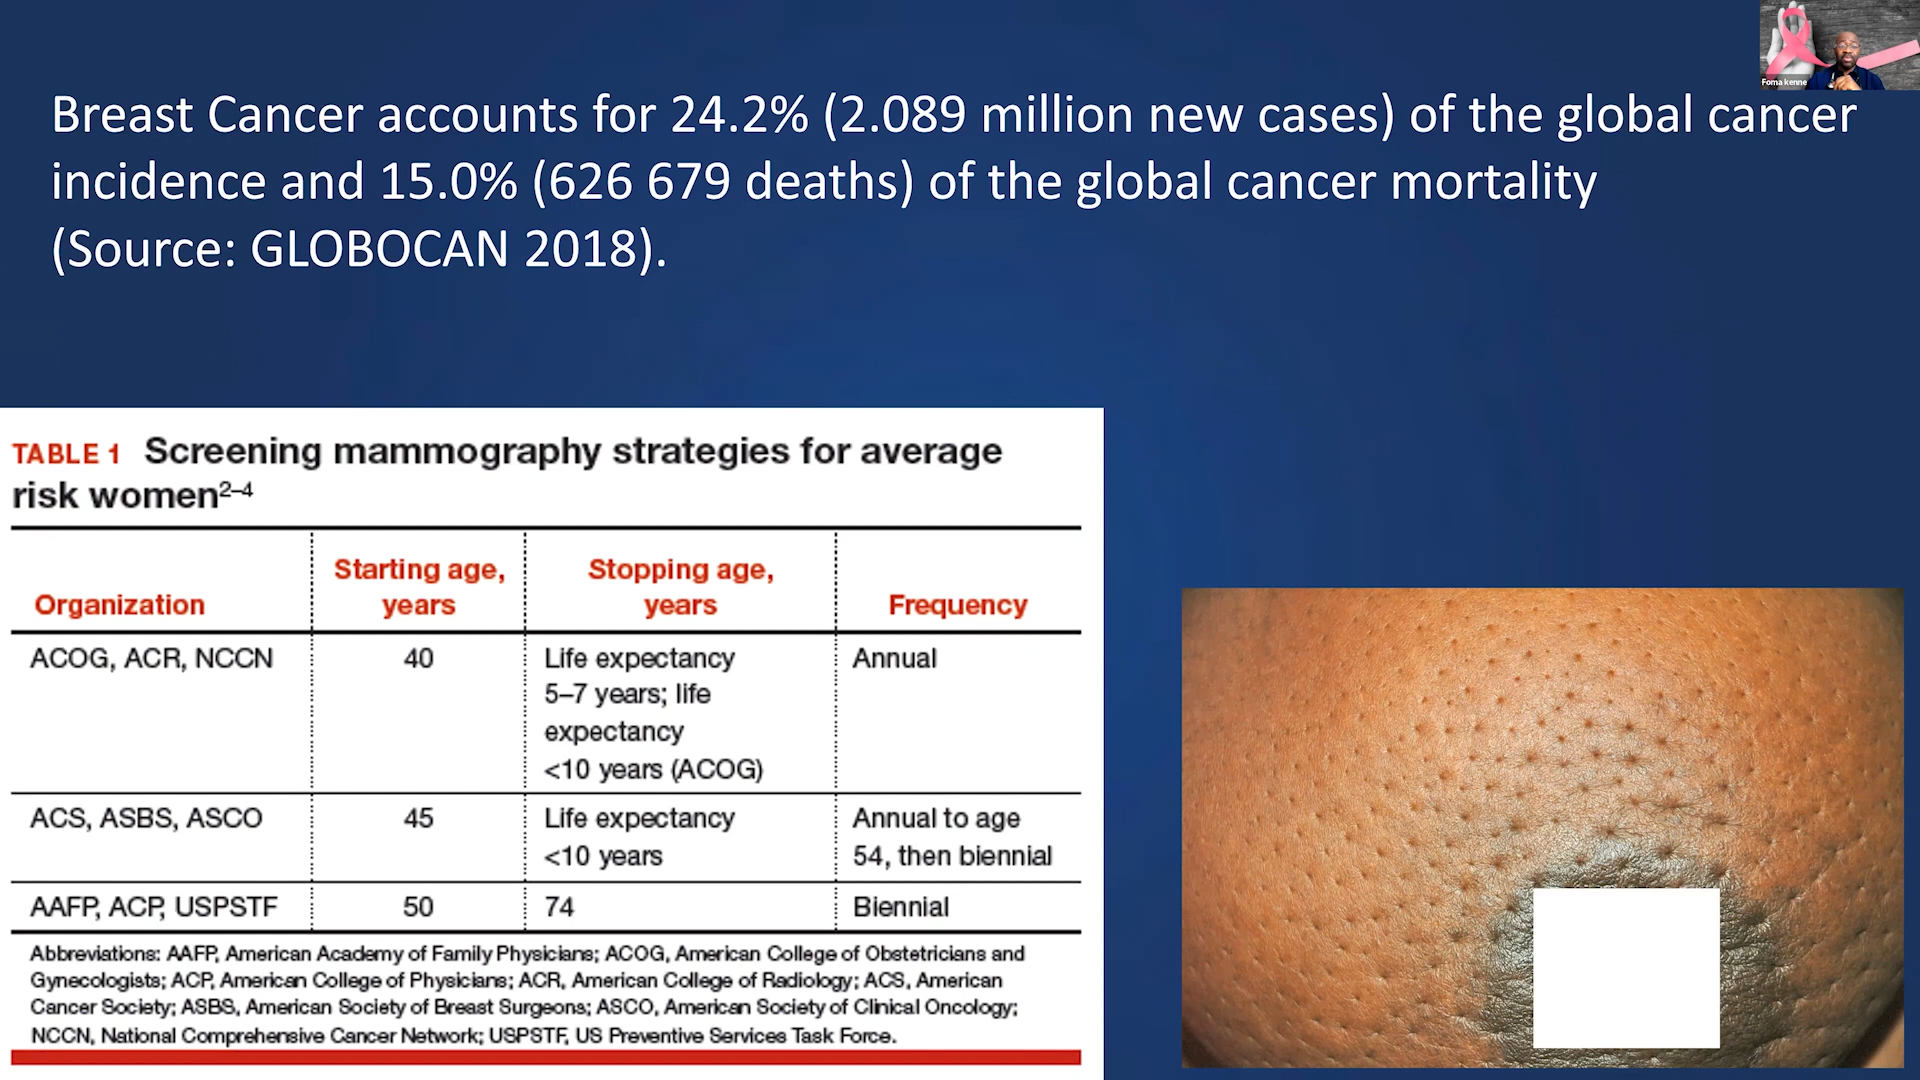 Foma kenne
Breast Cancer accounts for 24.2% (2.089 million new cases) of the global cancer
incidence and 15.0% (626 679 deaths) of the global cancer mortality
(Source: GLOBOCAN 2018).
TABLE 1 Screening mammography strategies for average
risk women2–4
Organization Starting age, years Stopping age, years Frequency
ACOG, ACR, NCCN 40 Life expectancy Annual
5–7 years; life
expectancy
<10 years (ACOG)
ACS, ASBS, ASCO 45 Life expectancy Annual to age
<10 years 54, then biennial
AAFP, ACP, USPSTF 50 74 Biennial
Abbreviations: AAFP, American Academy of Family Physicians; ACOG, American College of Obstetricians and
Gynecologists; ACP, American College of Physicians; ACR, American College of Radiology; ACS, American
Cancer Society; ASBS, American Society of Breast Surgeons; ASCO, American Society of Clinical Oncology;
NCCN, National Comprehensive Cancer Network; USPSTF, US Preventive Services Task Force.